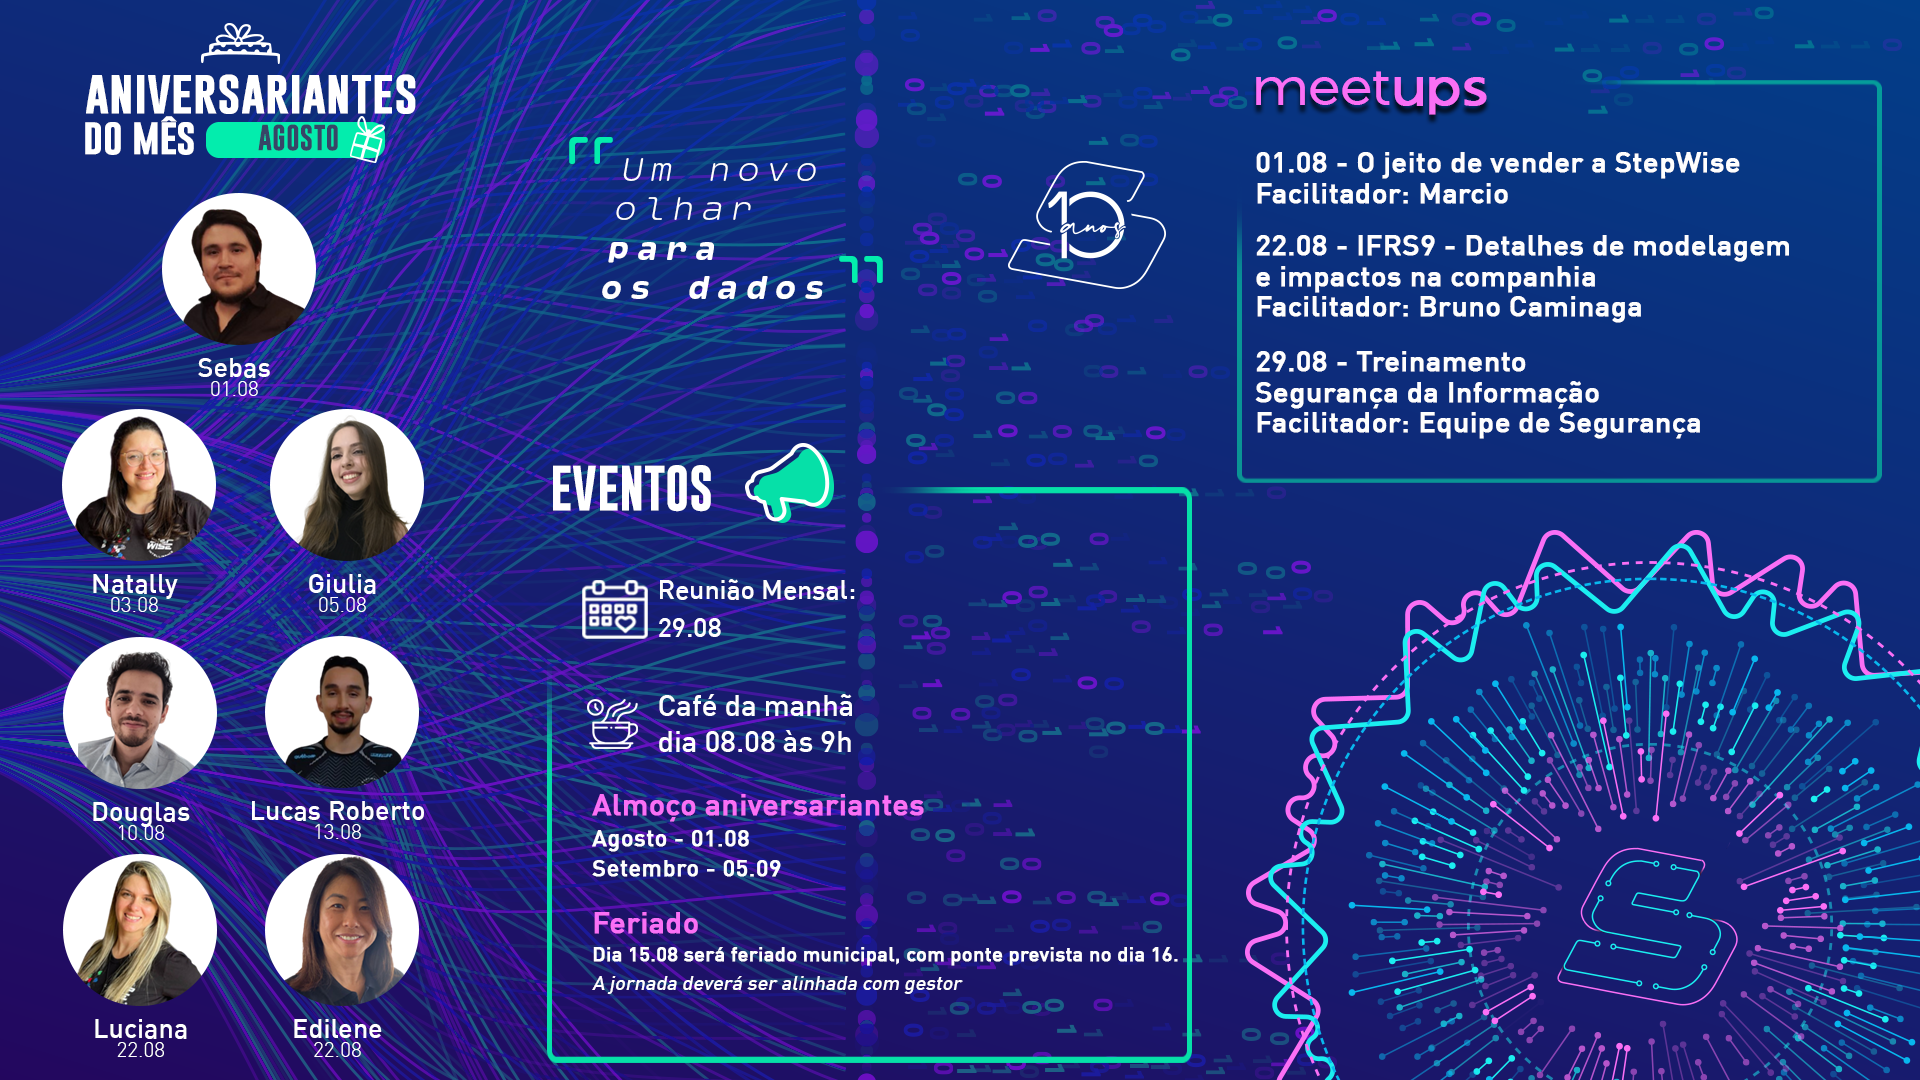 ANIVERSARIANTES
DO MÊS AGOSTO
Sebas
01.08
Natally
03.08
Giulia
05.08
Douglas
10.08
Lucas Roberto
13.08
Luciana
22.08
Edilene
22.08
Um novo
olhar
para
os dados
10
anos
EVENTOS
Reunião Mensal:
29.08
Café da manhã
dia 08.08 às 9h
Almoço aniversariantes
Agosto - 01.08
Setembro - 05.09
Feriado
Dia 15.08 será feriado municipal, com ponte prevista no dia 16.
A jornada deverá ser alinhada com gestor
meetups
01.08 - O jeito de vender a StepWise
Facilitador: Marcio
22.08 - IFRS9 - Detalhes de modelagem
e impactos na companhia
Facilitador: Bruno Caminaga
29.08 - Treinamento
Segurança da Informação
Facilitador: Equipe de Segurança